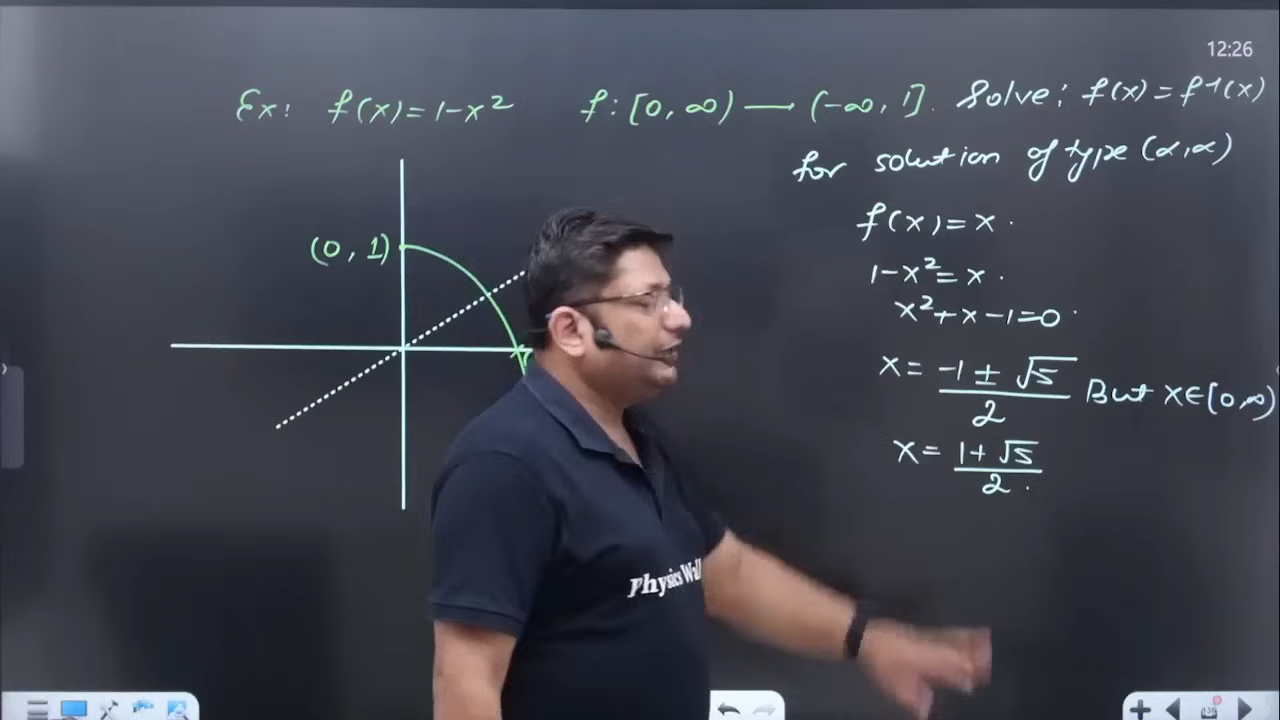 12:26
Ex: f(x)=1-x² f:[0,∞) — (-∞,1]. Solve: f(x)=f⁻¹(x)
for solution of type (α,α)
f(x)=x.
(0,1)
1-x²=x.
x²+x-1=0.
x= -1±√5/2 But x∈[0,∞)
x= 1+√5/2.
Physics Wall